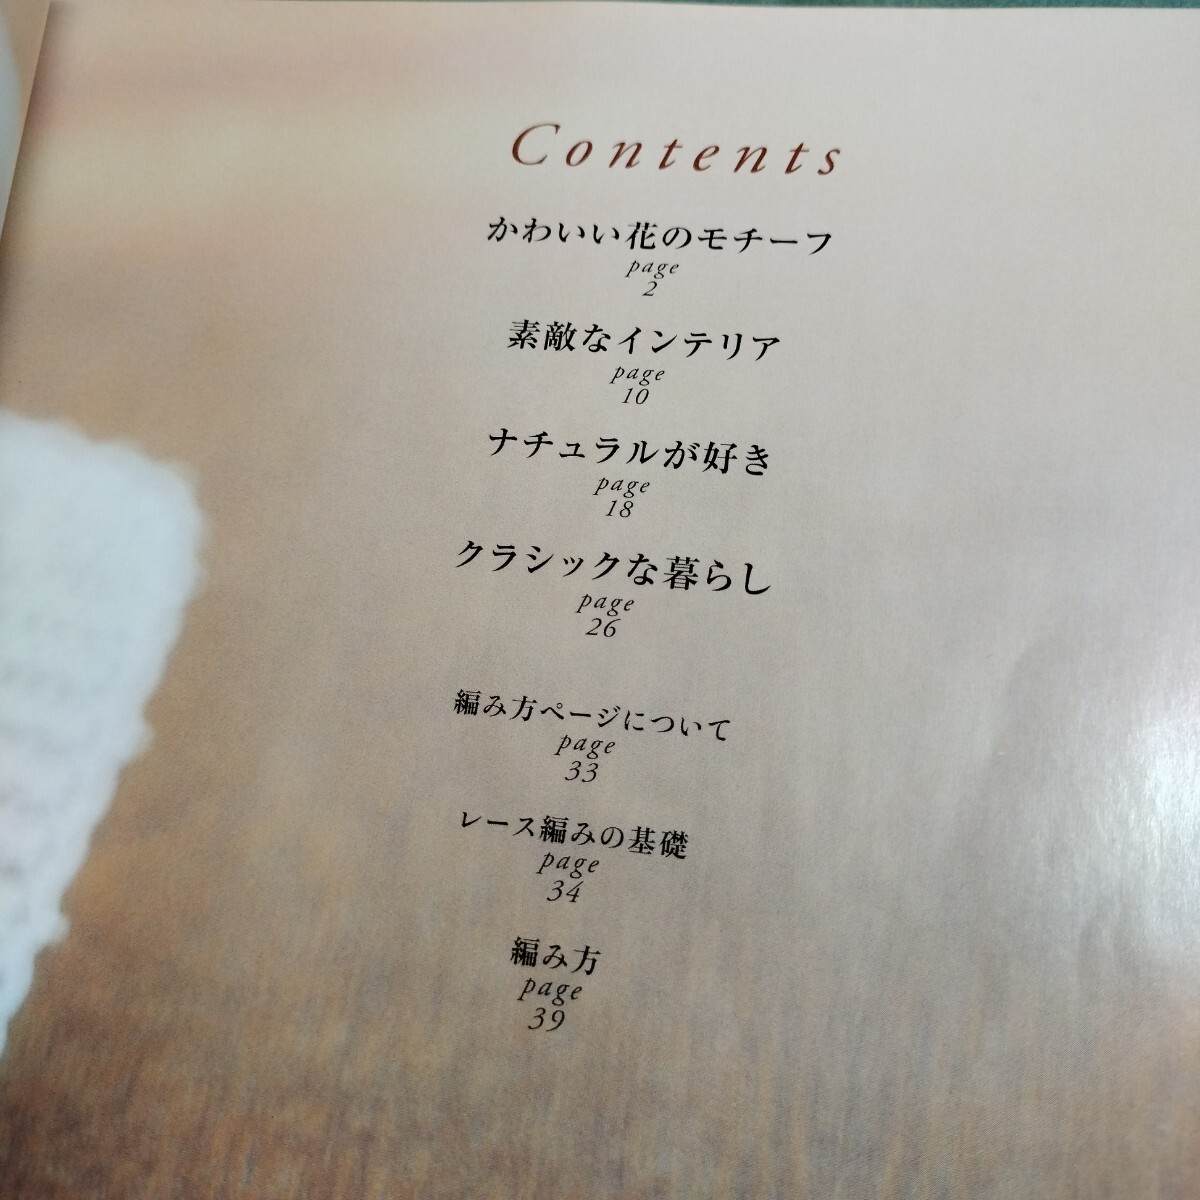 Contents
かわいい花のモチーフ
page
2
素敵なインテリア
page
10
ナチュラルが好き
page
18
クラシックな暮らし
page
26
編み方ページについて
page
33
レース編みの基礎
page
34
編み方
page
39